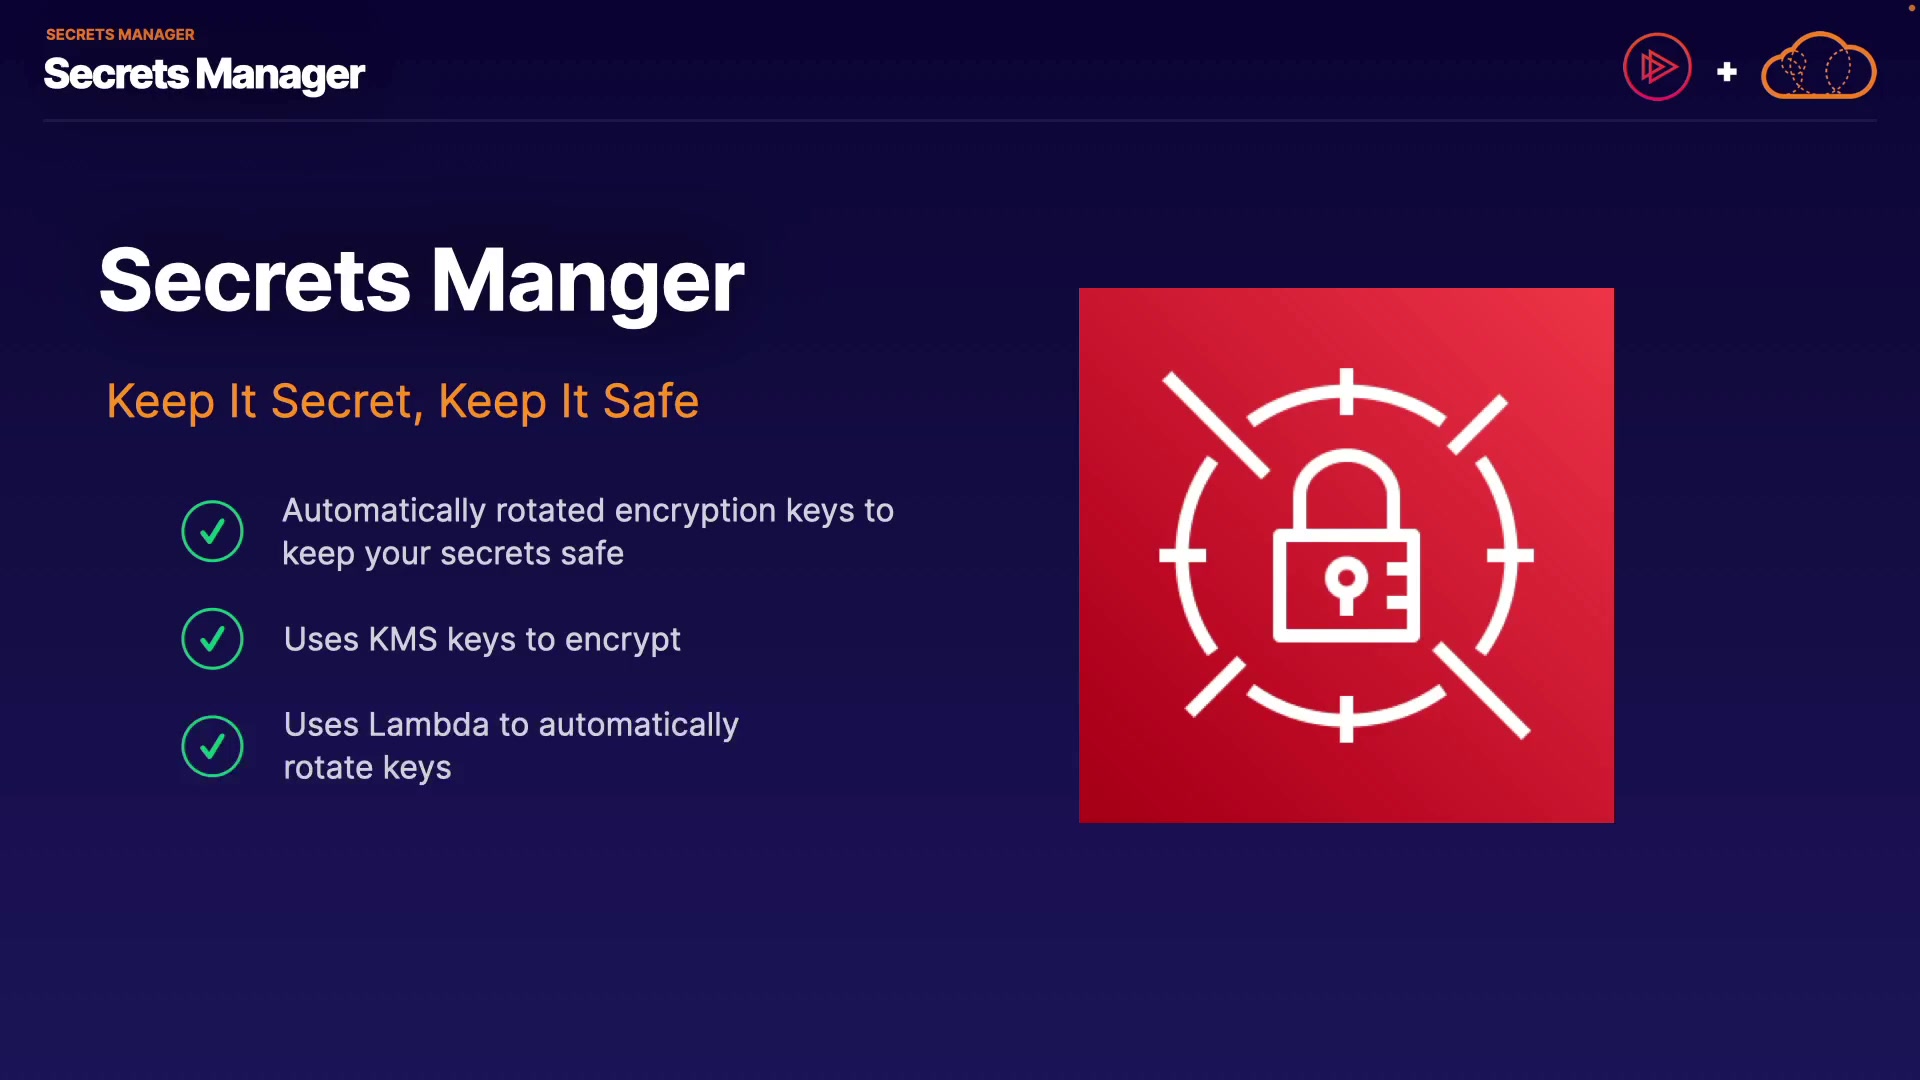 SECRETS MANAGER
Secrets Manager
Secrets Manger
Keep It Secret, Keep It Safe
Automatically rotated encryption keys to
keep your secrets safe
Uses KMS keys to encrypt
Uses Lambda to automatically
rotate keys